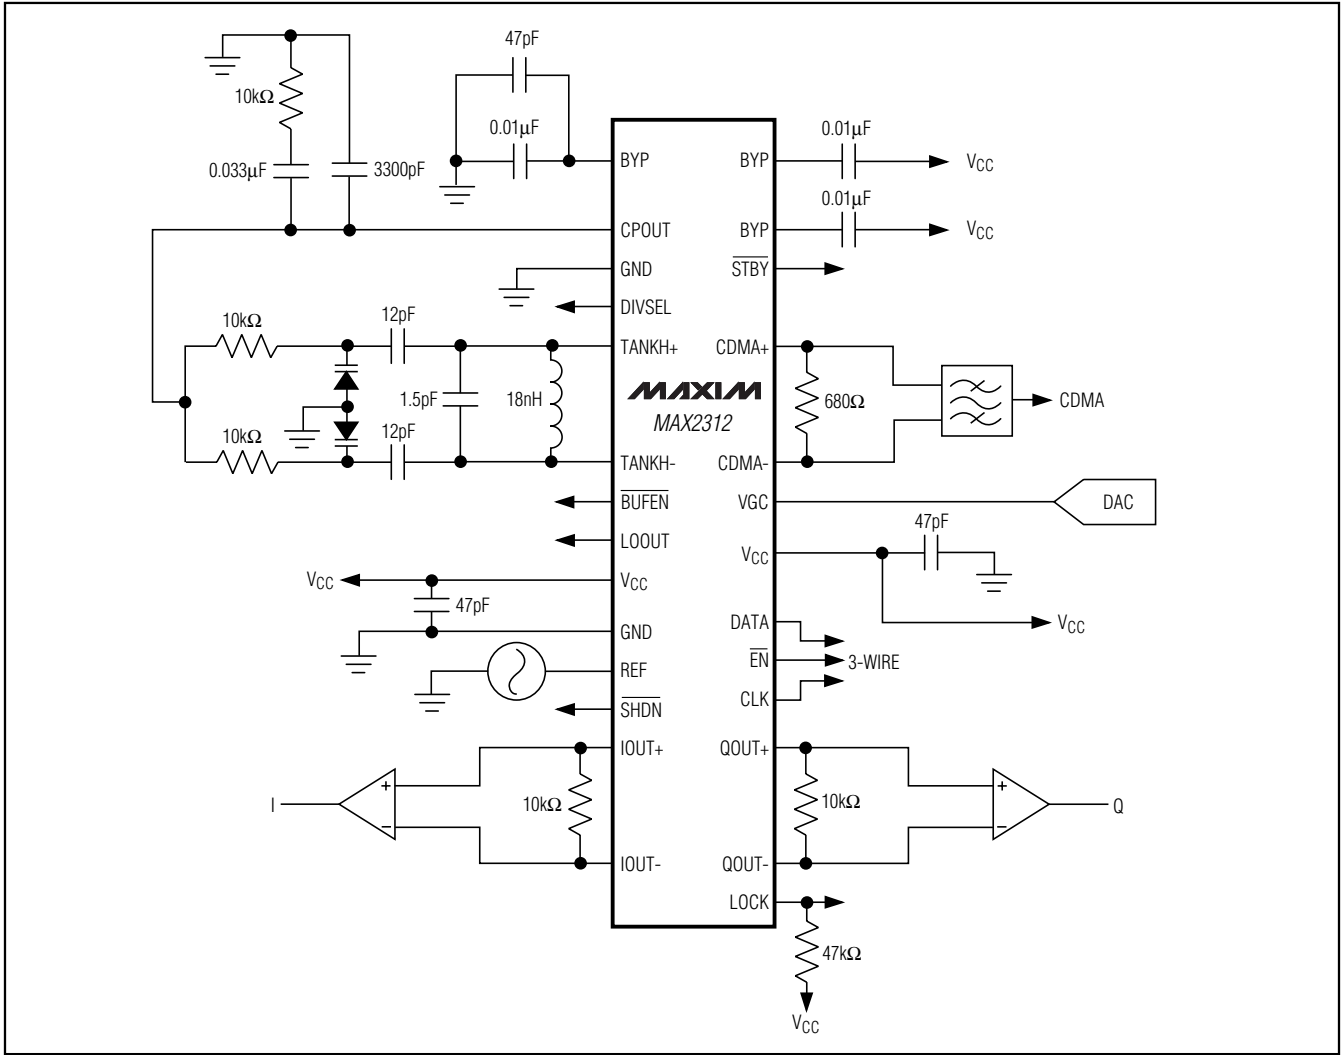 47pF
10kΩ
0.01µF
0.01µF
0.033µF
3300pF
BYP
BYP
VCC
0.01µF
CPOUT
BYP
VCC
GND
STBY
DIVSEL
12pF
10kΩ
TANKH+
CDMA+
MAXIM
MAX2312
1.5pF
18nH
680Ω
CDMA
10kΩ
12pF
TANKH-
CDMA-
BUFEN
VGC
DAC
47pF
LOOUT
VCC
VCC
VCC
47pF
DATA
VCC
GND
EN
3-WIRE
REF
CLK
SHDN
IOUT+
QOUT+
+
+
I
10kΩ
10kΩ
Q
−
−
IOUT-
QOUT-
LOCK
47kΩ
VCC